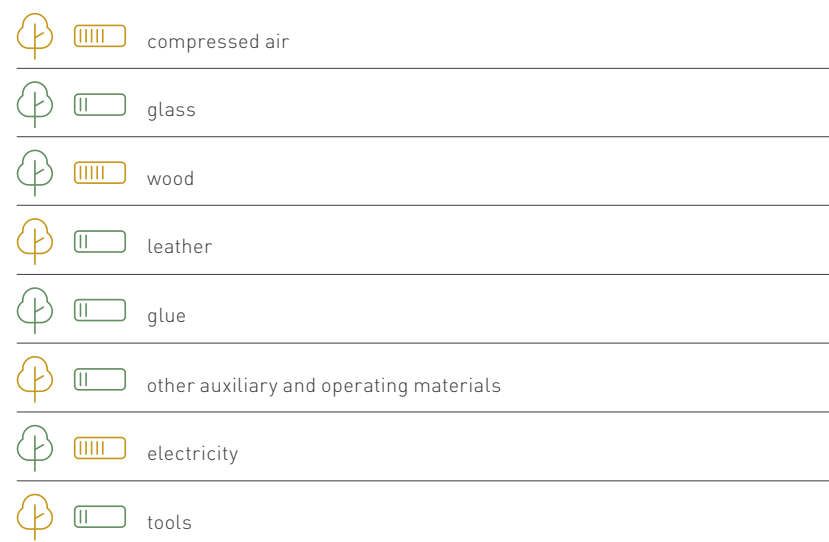 compressed air
glass
wood
leather
glue
other auxiliary and operating materials
electricity
tools